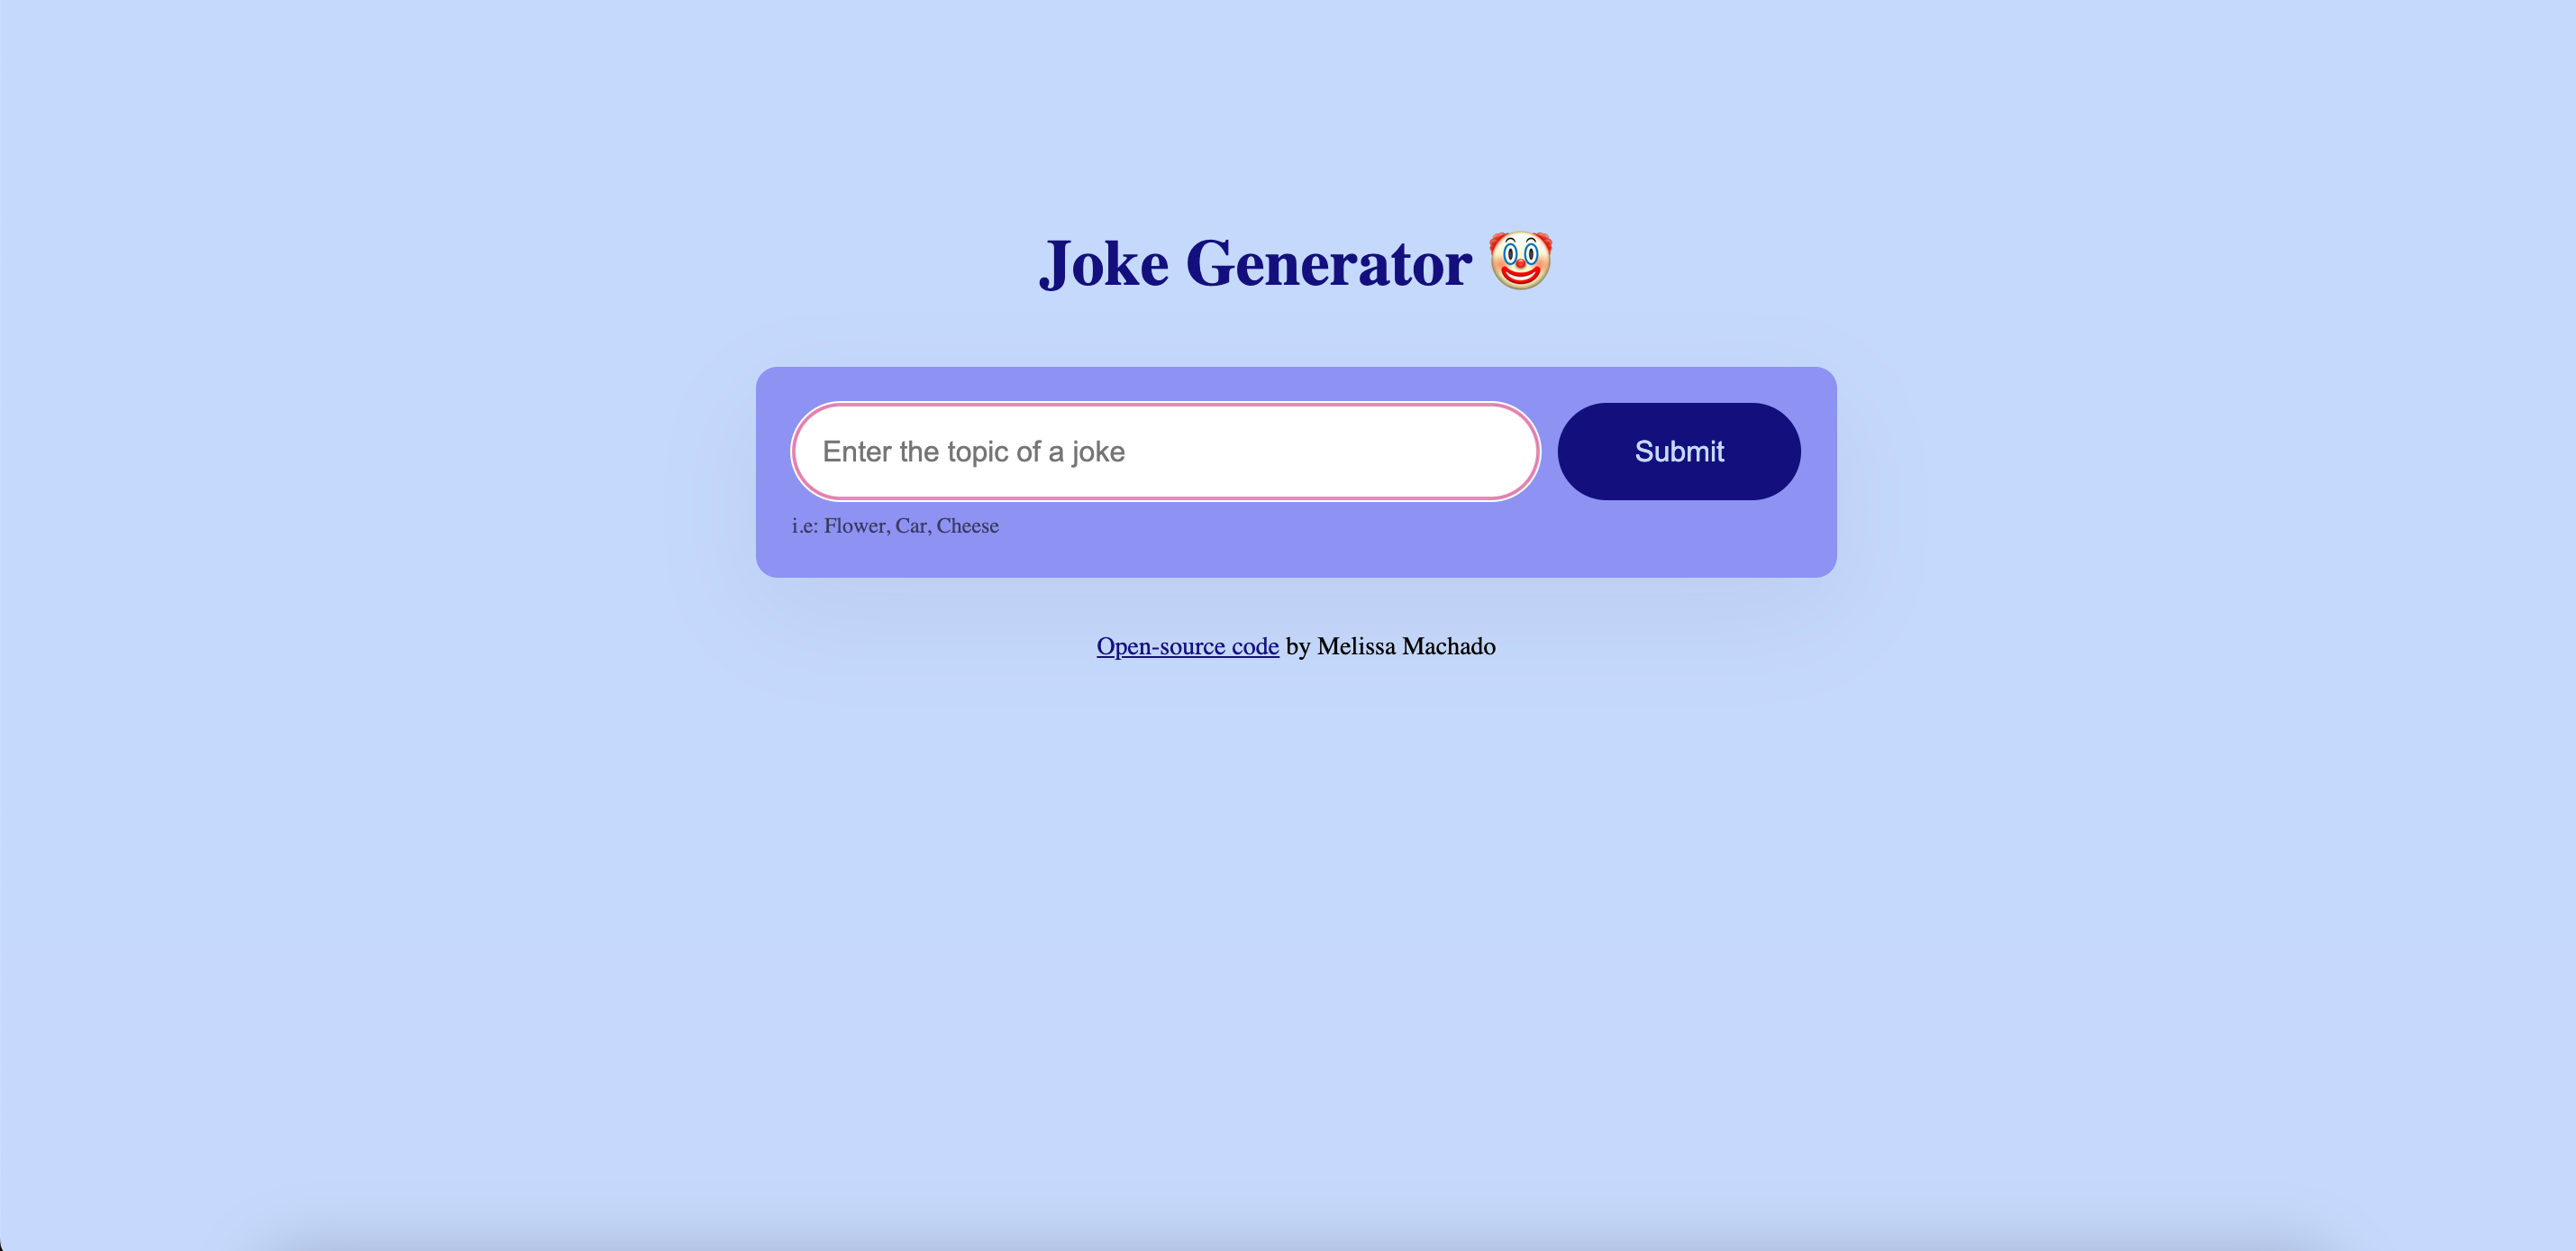 Joke Generator 🤡
Enter the topic of a joke
Submit
i.e: Flower, Car, Cheese
Open-source code by Melissa Machado